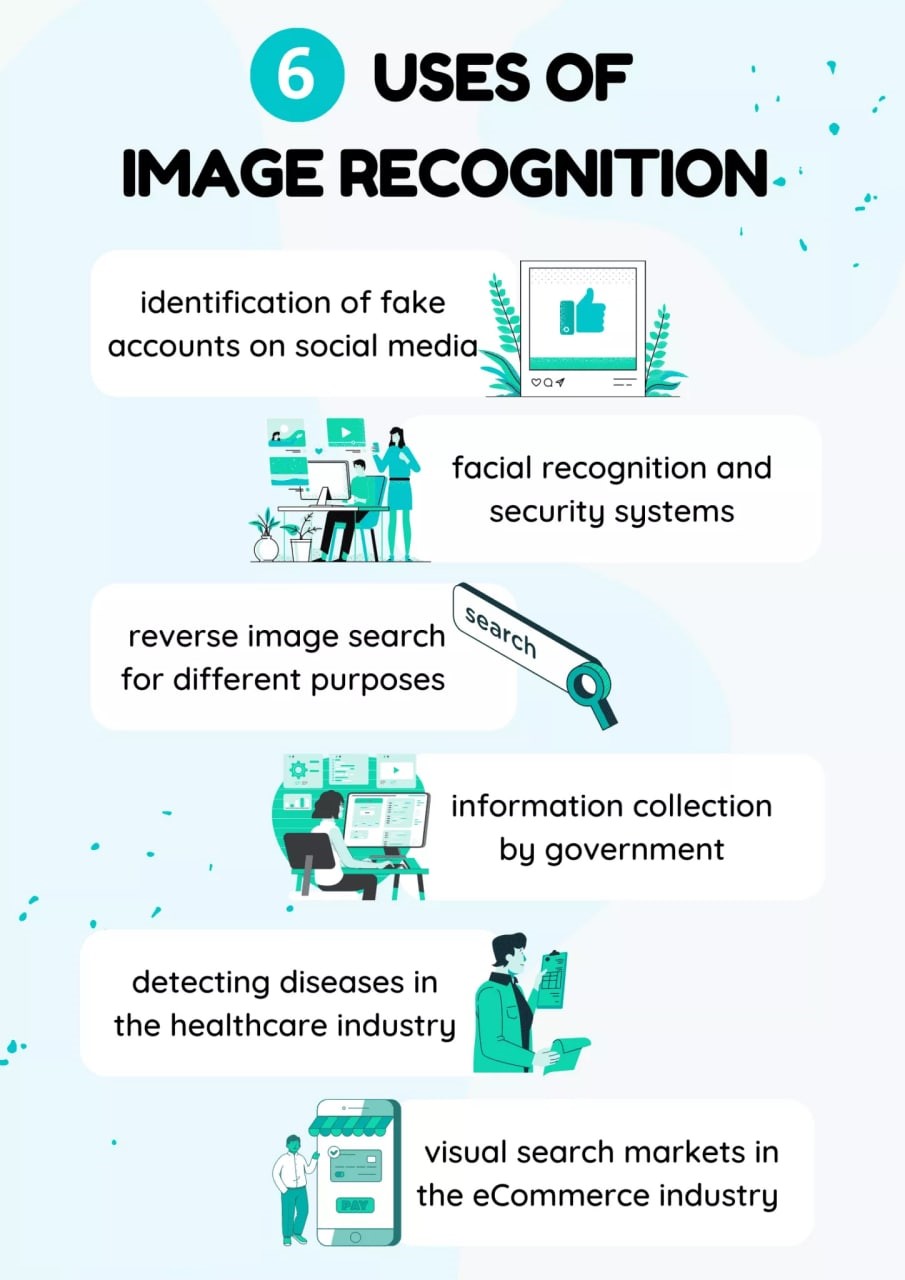 6 USES OF
IMAGE RECOGNITION
identification of fake
accounts on social media
facial recognition and
security systems
reverse image search
for different purposes
search
information collection
by government
detecting diseases in
the healthcare industry
visual search markets in
the eCommerce industry
PAY